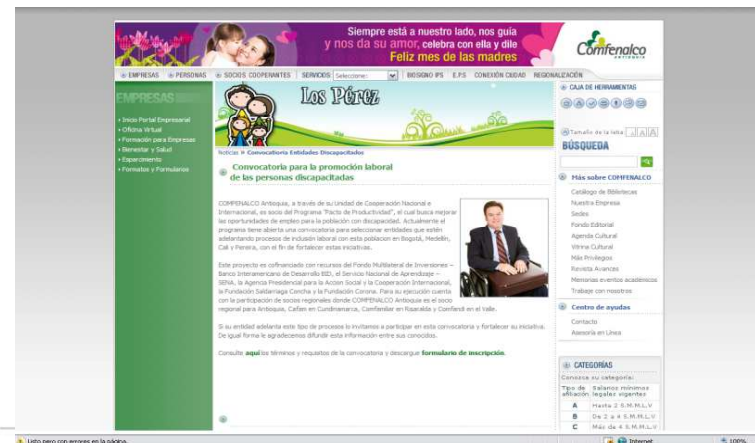 Siempre está a nuestro lado, nos guía
y nos da su amor, celebra con ella y dile
Feliz mes de las madres
Comfenalco
ANTIOQUIA
EMPRESAS PERSONAS SOCIOS COOPERANTES SERVICIOS Seleccione: BIOSIGNO IPS E.P.S CONEXIÓN CIUDAD REGIONALIZACIÓN
EMPRESAS
Inicio Portal Empresarial
Oficina Virtual
Formación para Empresas
Bienestar y Salud
Esparcimiento
Formatos y Formularios
Los Pérez
Noticias » Convocatoria Entidades Discapacitados
Convocatoria para la promoción laboral
de las personas discapacitadas
COMFENALCO Antioquia, a través de su Unidad de Cooperación Nacional e
Internacional, es socio del Programa "Pacto de Productividad", el cual busca mejorar
las oportunidades de empleo para la población con discapacidad. Actualmente el
programa tiene abierta una convocatoria para seleccionar entidades que estén
adelantando procesos de inclusión laboral con esta poblacion en Bogotá, Medellín,
Cali y Pereira, con el fin de fortalecer estas iniciativas.
Este proyecto es cofinanciado con recursos del Fondo Multilateral de Inversiones –
Banco Interamericano de Desarrollo BID, el Servicio Nacional de Aprendizaje –
SENA, la Agencia Presidencial para la Accion Social y la Cooperación Internacional,
la Fundación Saldarriaga Concha y la Fundación Corona. Para su ejecución cuenta
con la participación de socios regionales donde COMFENALCO Antioquia es el socio
regional para Antioquia, Cafam en Cundinamarca, Comfamiliar en Risaralda y Comfandi en el Valle.
Si su entidad adelanta este tipo de procesos lo invitamos a participar en esta convocatoria y fortalecer su iniciativa.
De igual forma le agradecemos difundir esta información entre sus conocidos.
Consulte aquí los términos y requisitos de la convocatoria y descargue formulario de inscripción.
CAJA DE HERRAMIENTAS
Tamaño de la letra A A A
BÚSQUEDA
Más sobre COMFENALCO
Catálogo de Bibliotecas
Nuestra Empresa
Sedes
Fondo Editorial
Agenda Cultural
Vitrina Cultural
Más Privilegios
Revista Avances
Memorias eventos académicos
Trabaje con nosotros
Centro de ayudas
Contacto
Asesoría en Línea
CATEGORÍAS
Conozca su categoría:
Tipo de afiliación Salarios mínimos legales vigentes
A Hasta 2 S.M.M.L.V
B De 2 a 4 S.M.M.L.V
C Más de 4 S.M.M.L.V
Listo pero con errores en la página.
Internet
100%